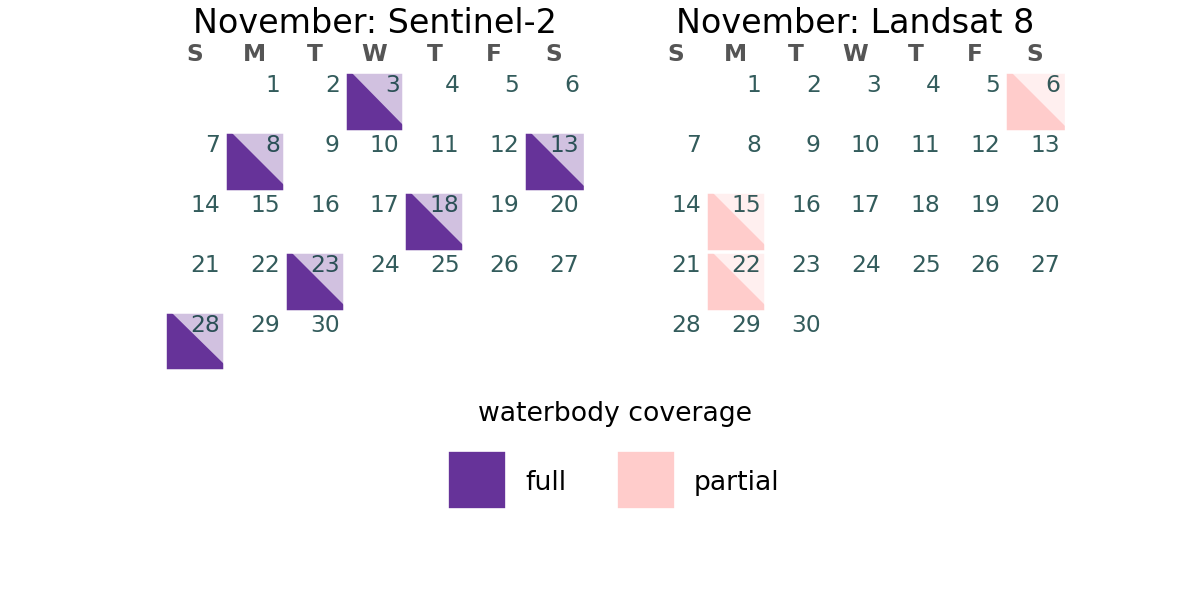 November: Sentinel-2
S M T W T F S
1 2 3 4 5 6
7 8 9 10 11 12 13
14 15 16 17 18 19 20
21 22 23 24 25 26 27
28 29 30
November: Landsat 8
S M T W T F S
1 2 3 4 5 6
7 8 9 10 11 12 13
14 15 16 17 18 19 20
21 22 23 24 25 26 27
28 29 30
waterbody coverage
full partial